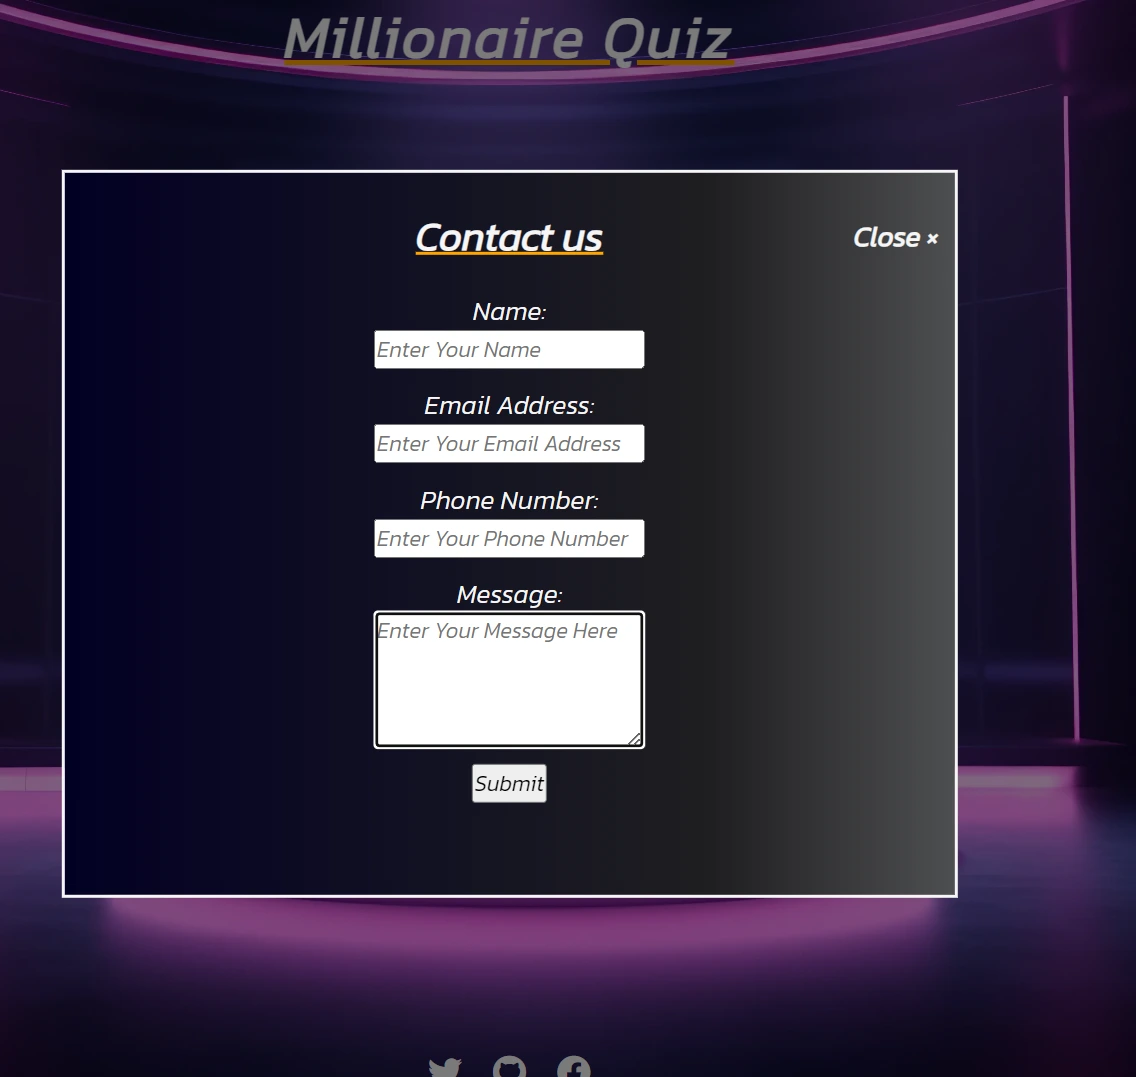 Millionaire Quiz
Contact us
Close ×
Name:
Enter Your Name
Email Address:
Enter Your Email Address
Phone Number:
Enter Your Phone Number
Message:
Enter Your Message Here
Submit